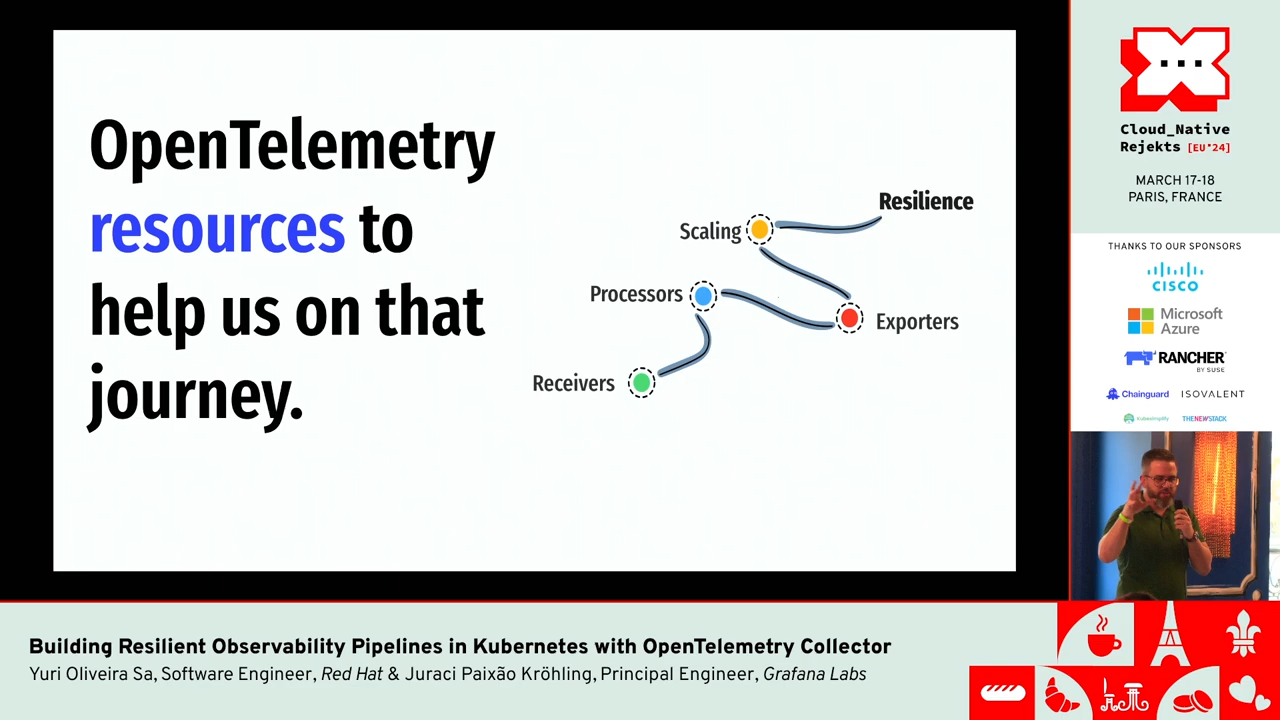 OpenTelemetry
resources to
help us on that
journey.
Resilience
Scaling
Processors
Exporters
Receivers
Cloud_Native
Rejekts [EU*24]
MARCH 17-18
PARIS, FRANCE
THANKS TO OUR SPONSORS
CISCO
Microsoft
Azure
RANCHER
BY SUSE
Chainguard
ISOVALENT
kubesimplify
THENEWSTACK
Building Resilient Observability Pipelines in Kubernetes with OpenTelemetry Collector
Yuri Oliveira Sa, Software Engineer, Red Hat & Juraci Paixão Kröhling, Principal Engineer, Grafana Labs